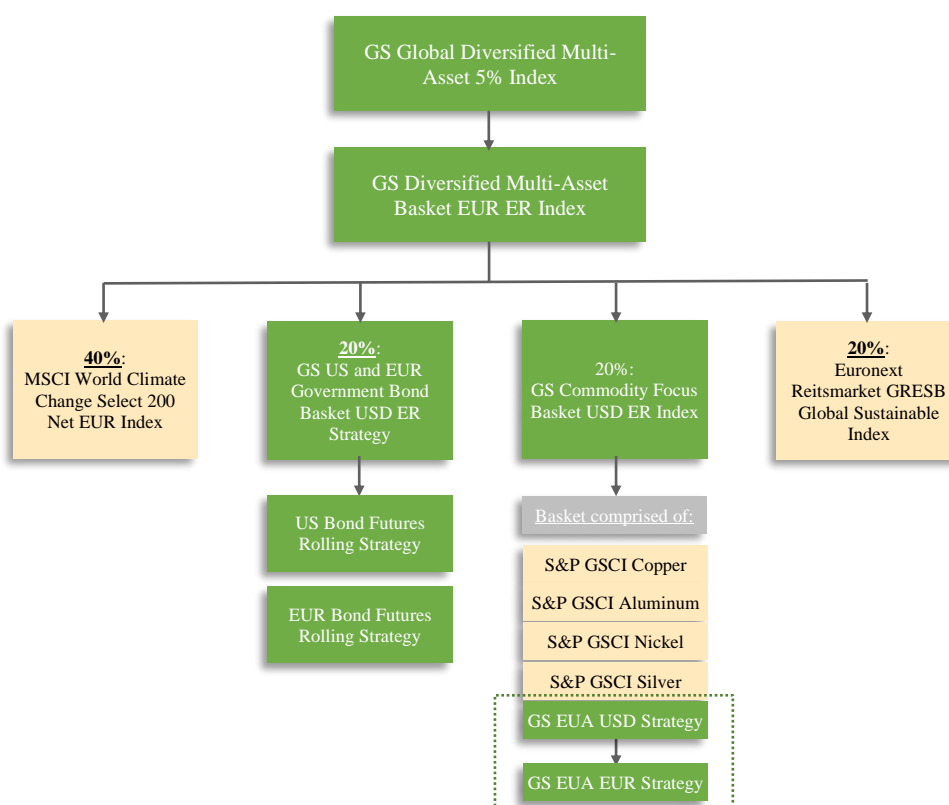 GS Global Diversified Multi-
Asset 5% Index
GS Diversified Multi-Asset
Basket EUR ER Index
40%:
MSCI World Climate
Change Select 200
Net EUR Index
20%:
GS US and EUR
Government Bond
Basket USD ER
Strategy
20%:
GS Commodity Focus
Basket USD ER Index
20%:
Euronext
Reitsmarket GRESB
Global Sustainable
Index
US Bond Futures
Rolling Strategy
EUR Bond Futures
Rolling Strategy
Basket comprised of:
S&P GSCI Copper
S&P GSCI Aluminum
S&P GSCI Nickel
S&P GSCI Silver
GS EUA USD Strategy
GS EUA EUR Strategy